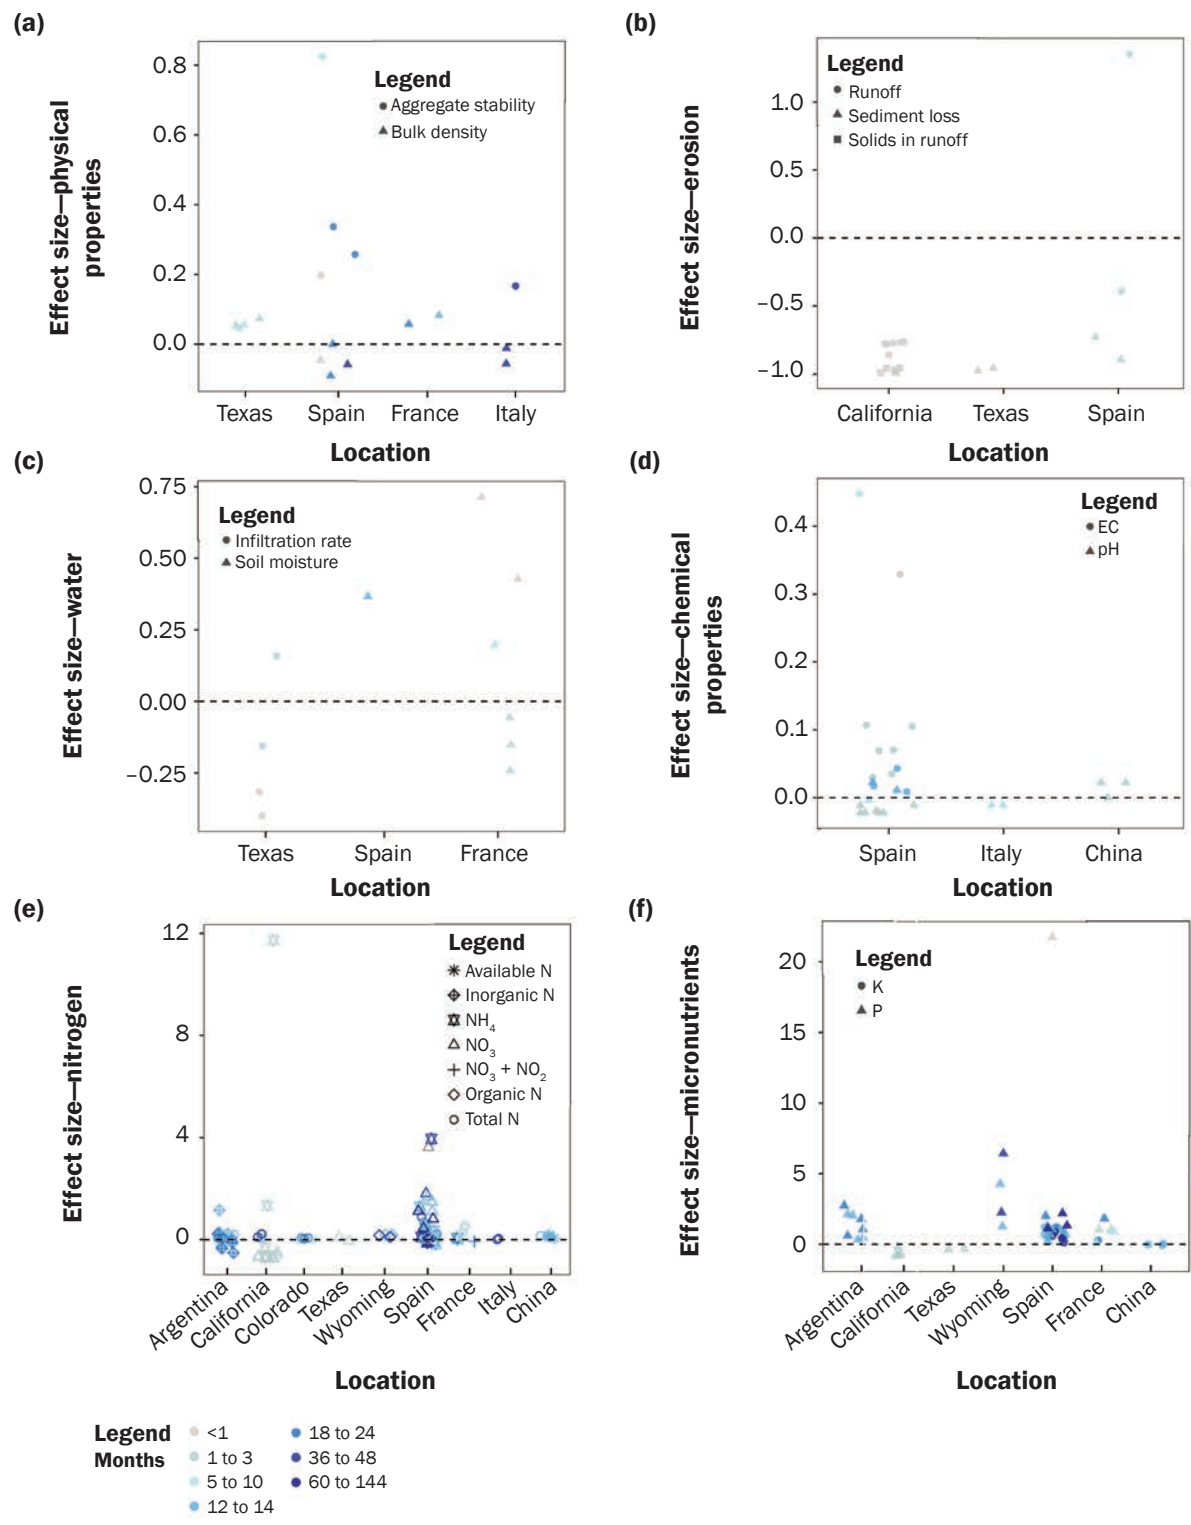 (a)
Effect size—physical
properties
0.8
0.6
0.4
0.2
0.0
Legend
Aggregate stability
Bulk density
Texas Spain France Italy
Location
(b)
Effect size—erosion
1.0
0.5
0.0
−0.5
−1.0
Legend
Runoff
Sediment loss
Solids in runoff
California Texas Spain
Location
(c)
Effect size—water
0.75
0.50
0.25
0.00
−0.25
Legend
Infiltration rate
Soil moisture
Texas Spain France
Location
(d)
Effect size—chemical
properties
0.4
0.3
0.2
0.1
0.0
Legend
EC
pH
Spain Italy China
Location
(e)
Effect size—nitrogen
12
8
4
0
Legend
Available N
Inorganic N
NH4
NO3
NO3 + NO2
Organic N
Total N
Argentina California Colorado Texas Wyoming Spain France Italy China
Location
(f)
Effect size—micronutrients
20
15
10
5
0
Legend
K
P
Argentina California Texas Wyoming Spain France China
Location
Legend
Months
<1
1 to 3
5 to 10
12 to 14
18 to 24
36 to 48
60 to 144